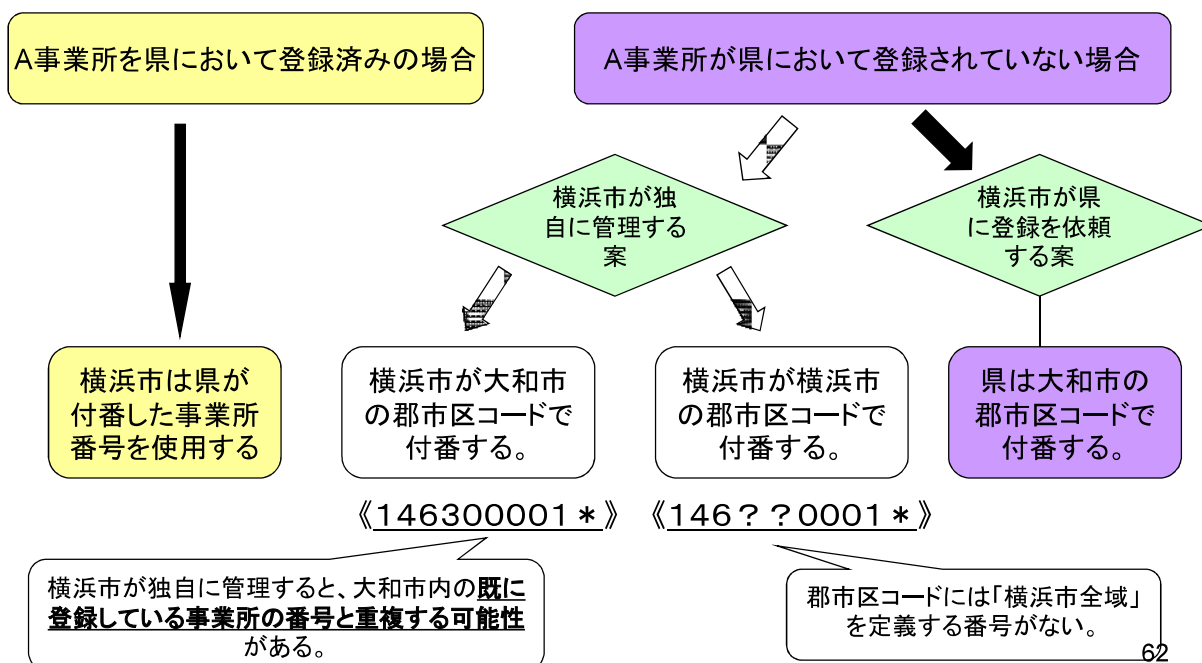 A事業所を県において登録済みの場合
A事業所が県において登録されていない場合
横浜市が独
自に管理する
案
横浜市が県
に登録を依頼
する案
横浜市は県が
付番した事業所
番号を使用する
横浜市が大和市
の郡市区コードで
付番する。
横浜市が横浜市
の郡市区コードで
付番する。
県は大和市の
郡市区コードで
付番する。
《146300001＊》
《146？？0001＊》
横浜市が独自に管理すると、大和市内の既に
登録している事業所の番号と重複する可能性
がある。
郡市区コードには「横浜市全域」
を定義する番号がない。
62